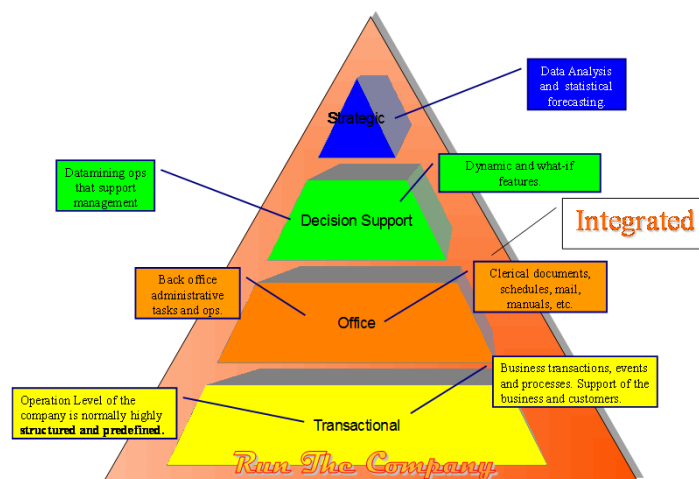 Data Analysis
and statistical
forecasting.
Strategic
Datamining ops
that support
management
Dynamic and what-if
features.
Decision Support
Integrated
Back office
administrative
tasks and ops.
Clerical documents,
schedules, mail,
manuals, etc.
Office
Business transactions, events
and processes. Support of the
business and customers.
Operation Level of the
company is normally highly
structured and predefined.
Transactional
Run The Company